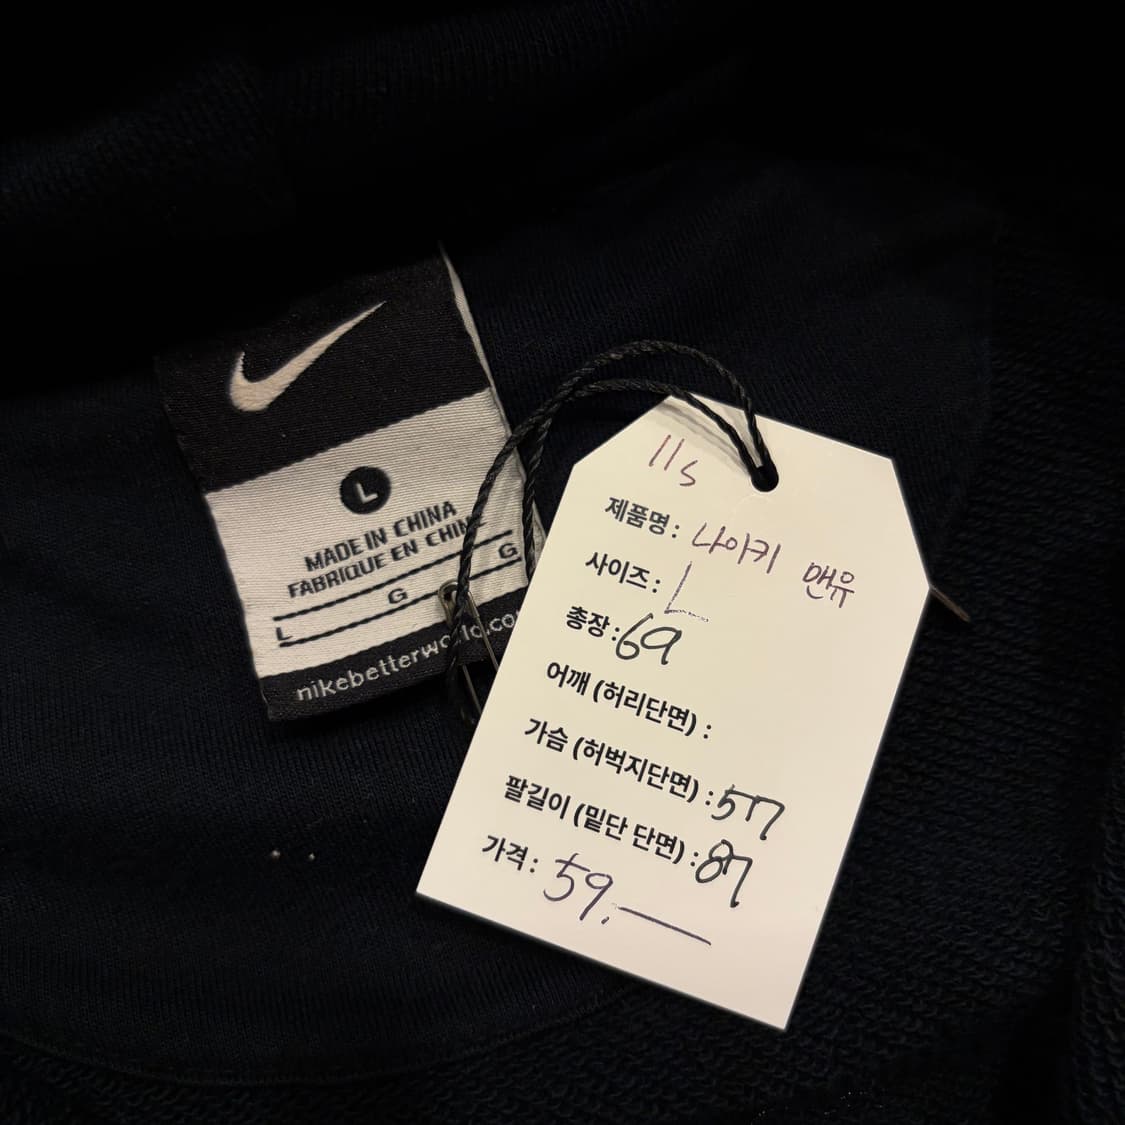 L
MADE IN CHINA
FABRIQUE EN CHINE
L G G
nikebetterworld.co
11s
제품명: 나이키 맨유
사이즈: L
총장: 69
어깨 (허리단면) :
가슴 (허벅지단면) : 57
팔길이 (밑단 단면) : 87
가격: 59.—